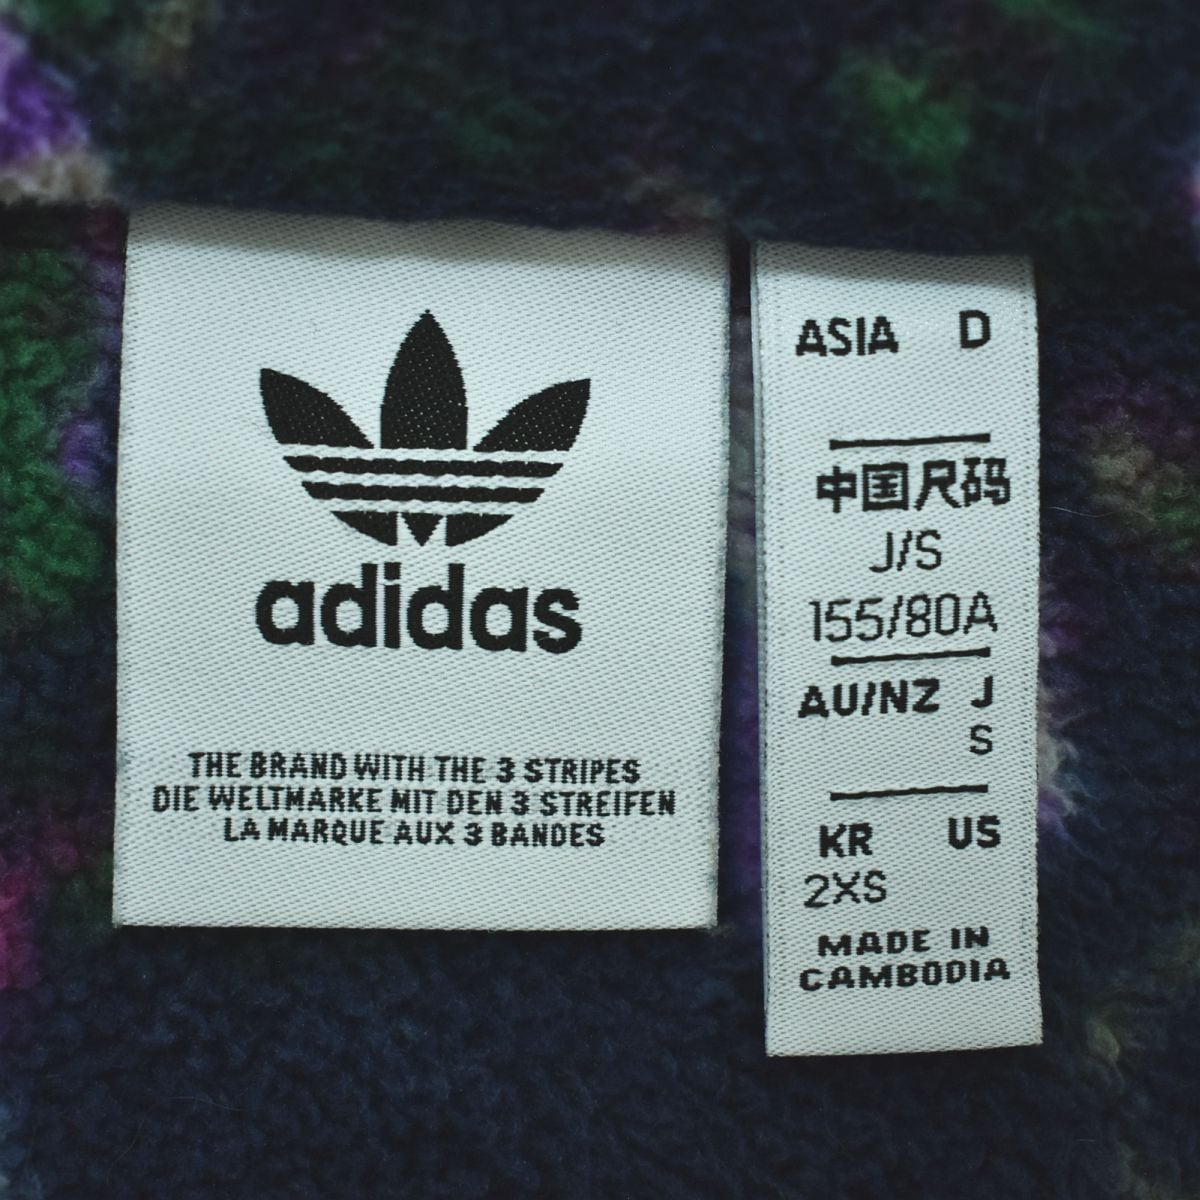 adidas
THE BRAND WITH THE 3 STRIPES
DIE WELTMARKE MIT DEN 3 STREIFEN
LA MARQUE AUX 3 BANDES
ASIA D
中国尺码
J/S
155/80A
AU/NZ J
S
KR US
2XS
MADE IN
CAMBODIA